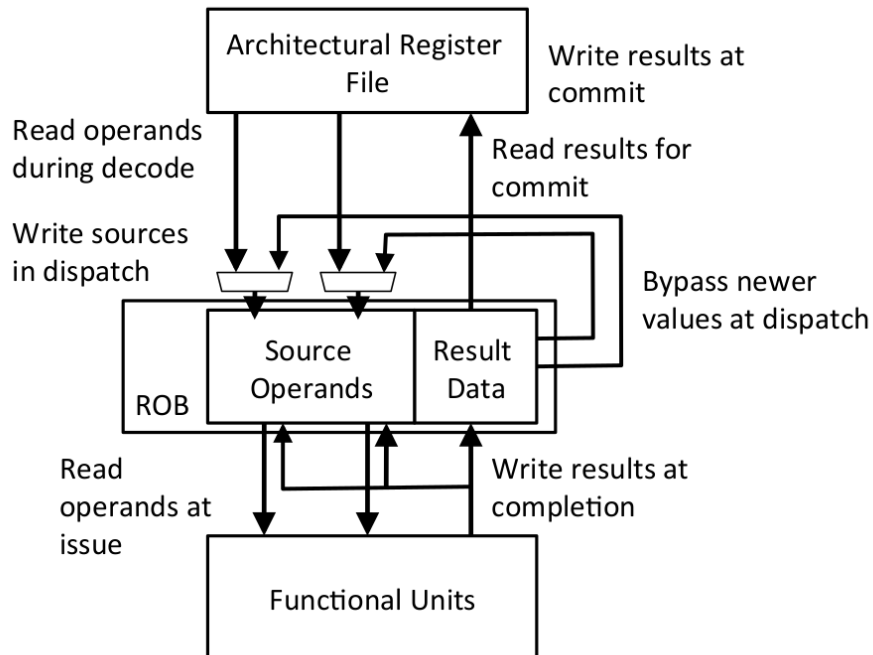 Architectural Register
File
Write results at
commit
Read operands
during decode
Read results for
commit
Write sources
in dispatch
Bypass newer
values at dispatch
Source
Operands
Result
Data
ROB
Read
operands at
issue
Write results at
completion
Functional Units